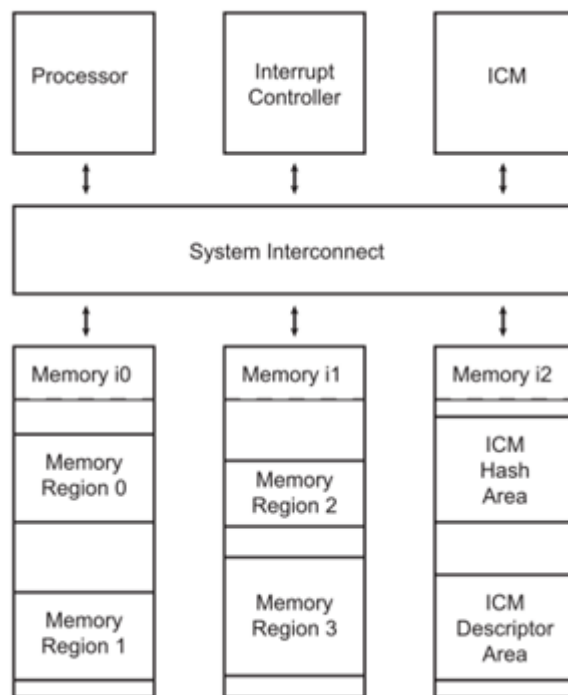 Processor
Interrupt
Controller
ICM
System Interconnect
Memory i0
Memory i1
Memory i2
Memory
Region 0
Memory
Region 2
ICM
Hash
Area
Memory
Region 1
Memory
Region 3
ICM
Descriptor
Area